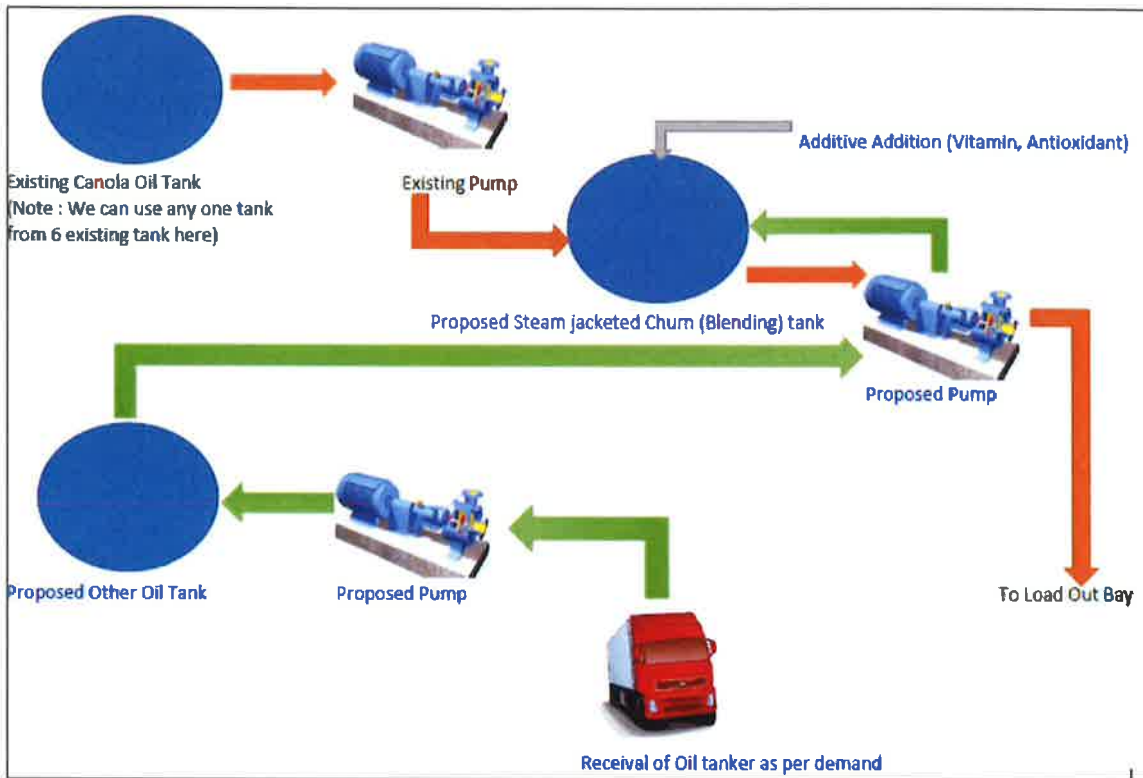 Additive Addition (Vitamin, Antioxidant)
Existing Canola Oil Tank
(Note : We can use any one tank
from 6 existing tank here)
Existing Pump
Proposed Steam jacketed Churn (Blending) tank
Proposed Pump
Proposed Other Oil Tank
Proposed Pump
To Load Out Bay
Receival of Oil tanker as per demand